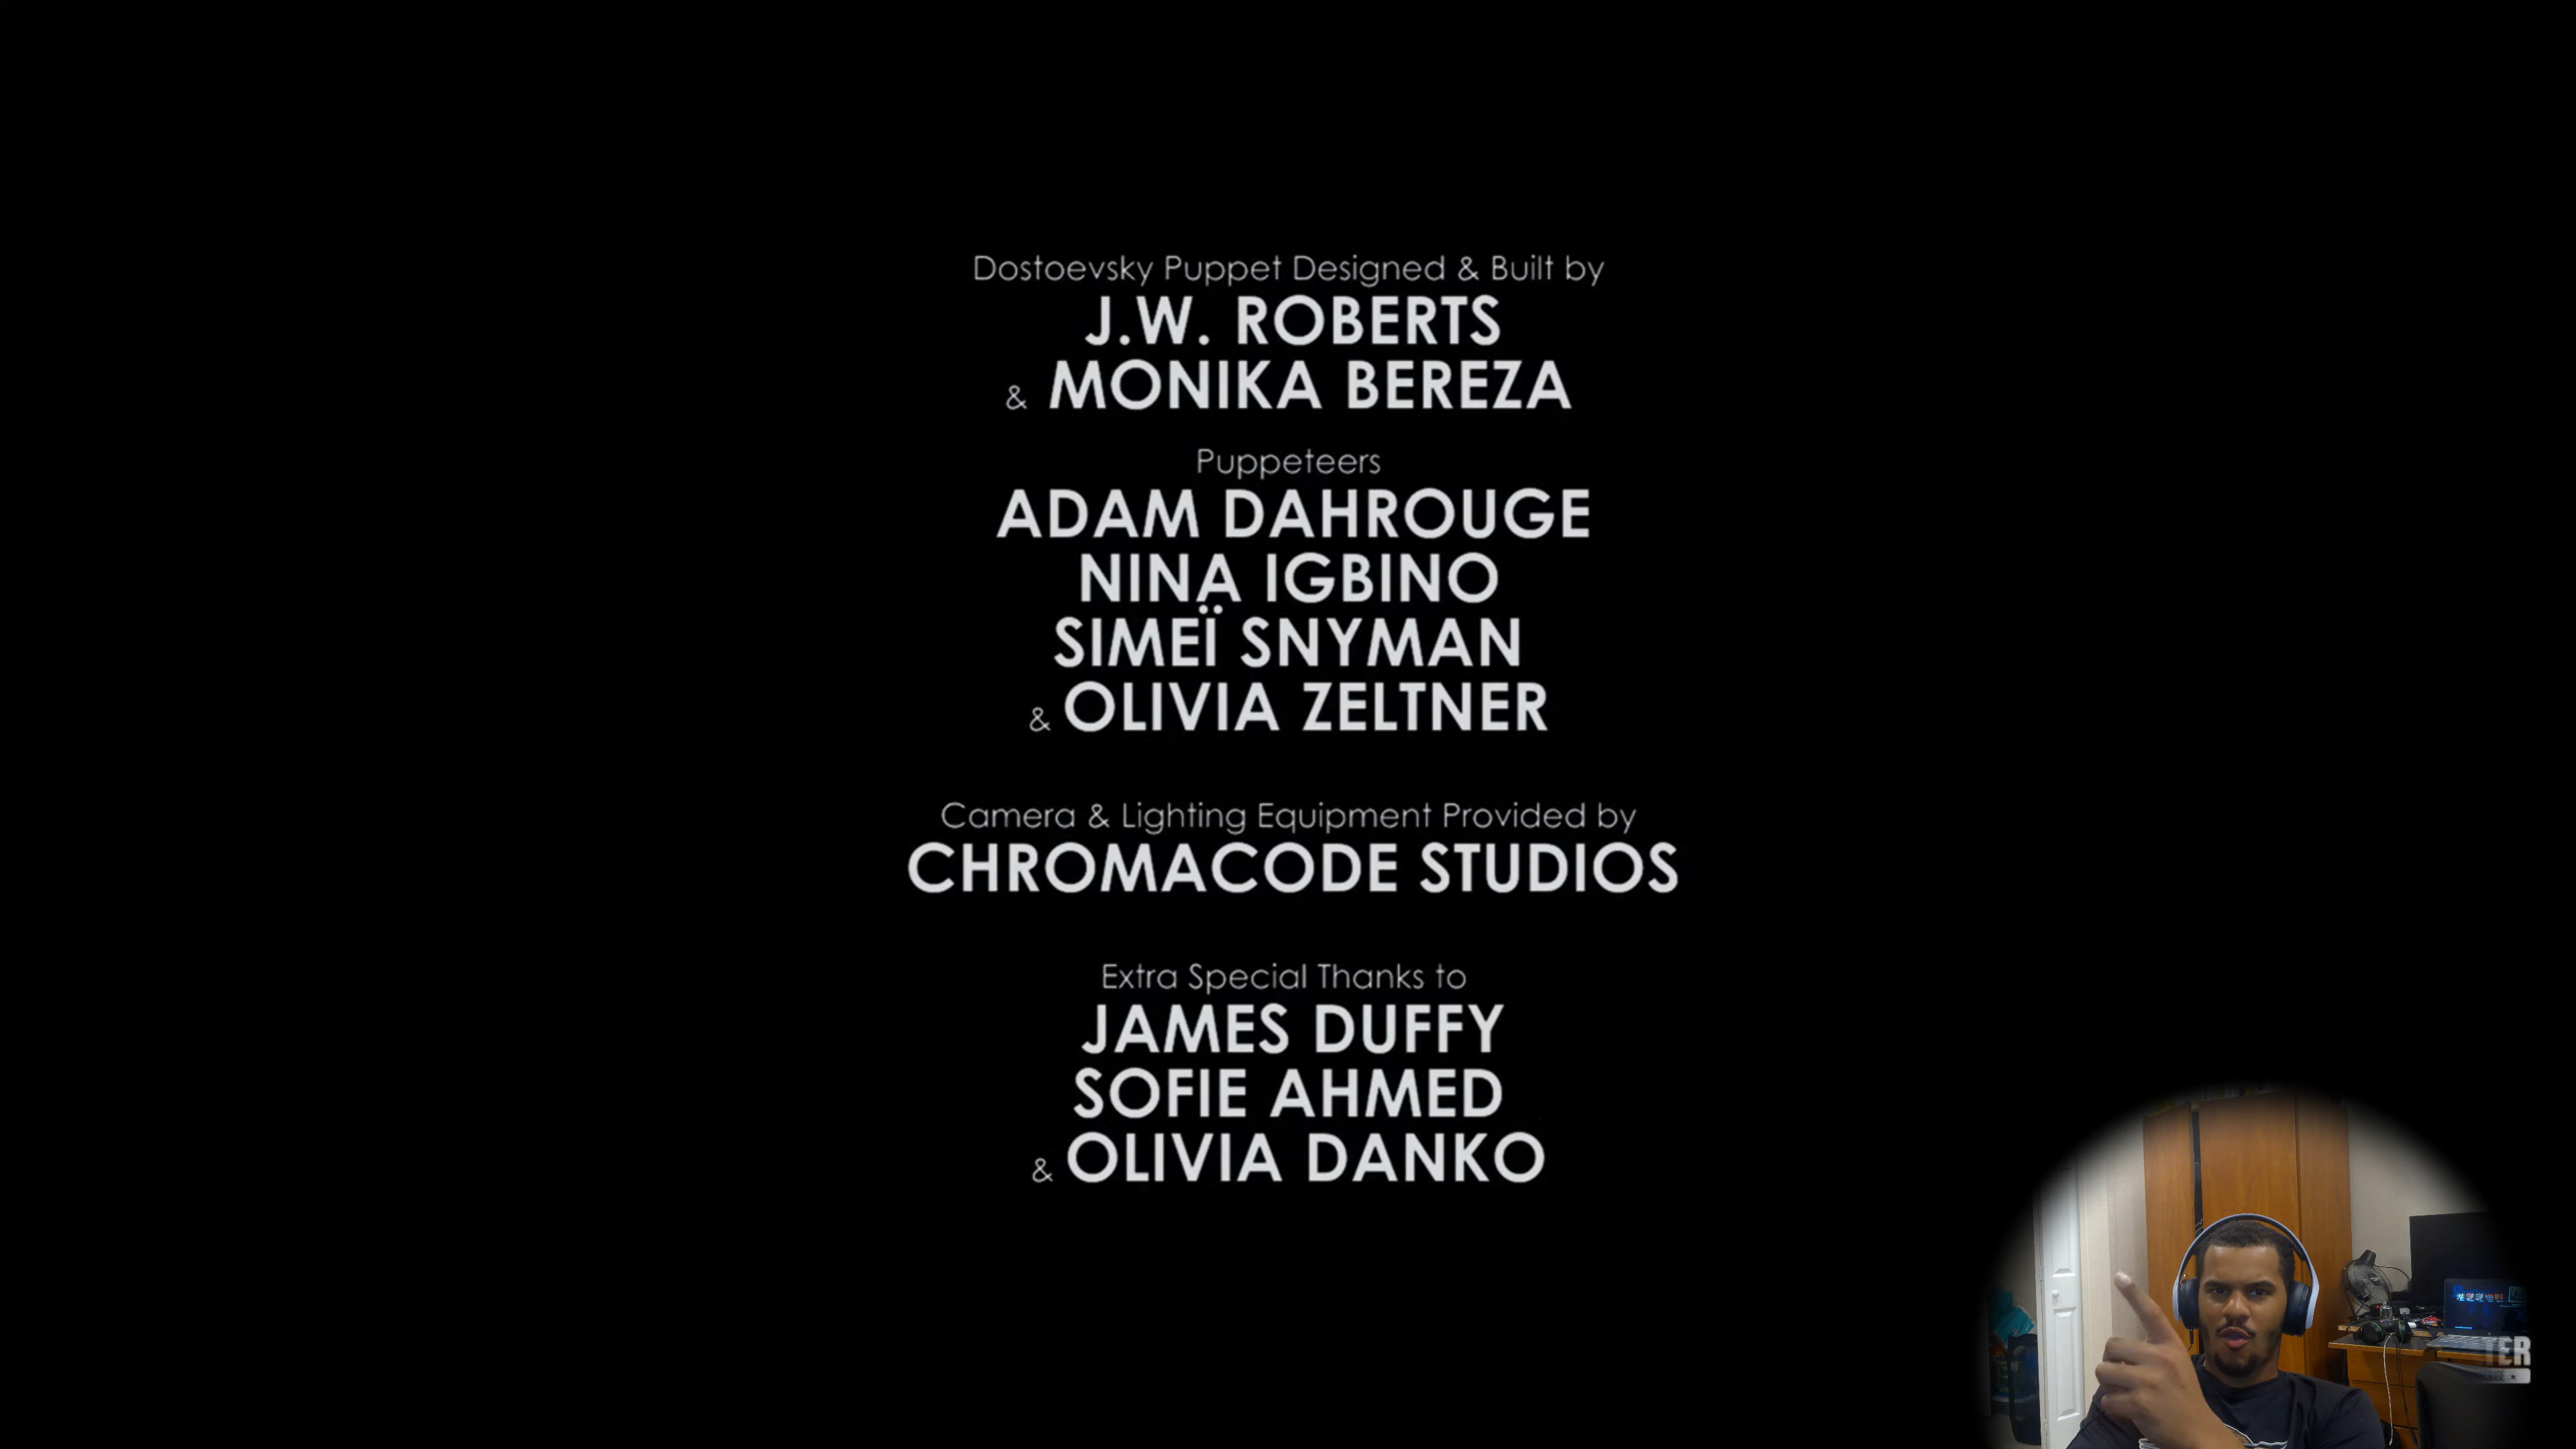 Dostoevsky Puppet Designed & Built by
J.W. ROBERTS
& MONIKA BEREZA
Puppeteers
ADAM DAHROUGE
NINA IGBINO
SIMEÏ SNYMAN
& OLIVIA ZELTNER
Camera & Lighting Equipment Provided by
CHROMACODE STUDIOS
Extra Special Thanks to
JAMES DUFFY
SOFIE AHMED
& OLIVIA DANKO
TER